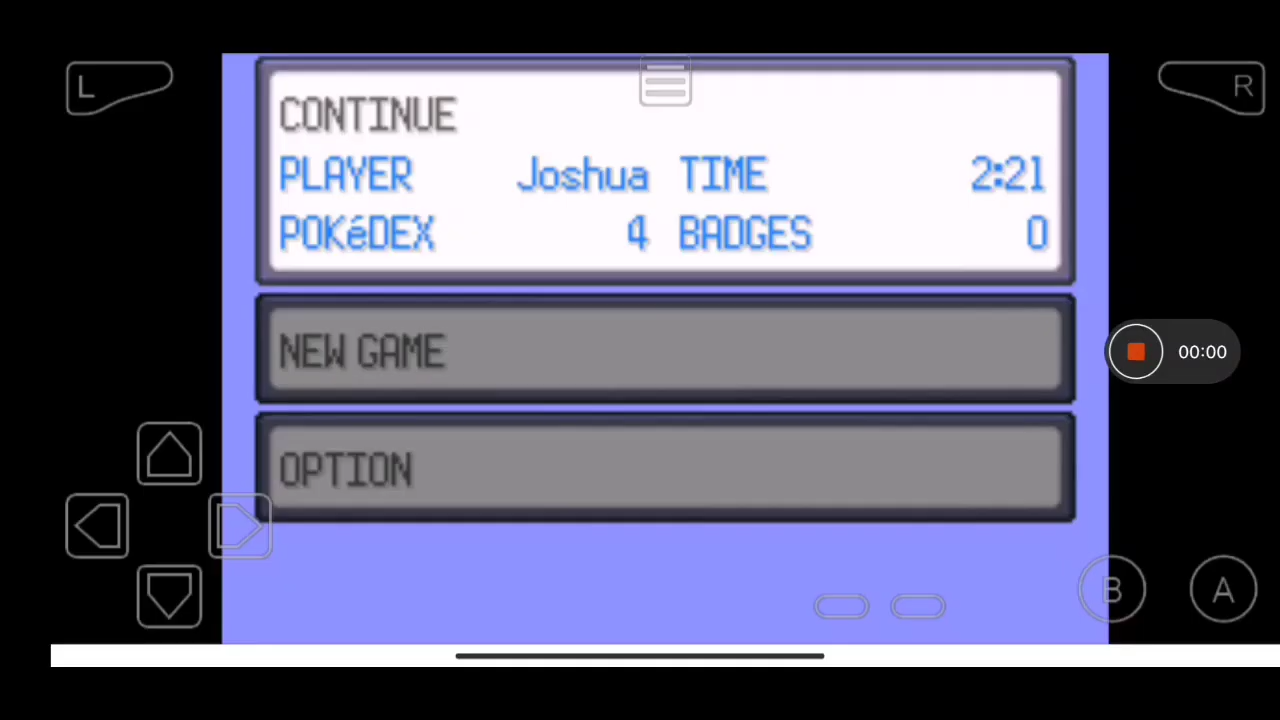 L
R
CONTINUE
PLAYER Joshua TIME 2:21
POKéDEX 4 BADGES 0
NEW GAME
00:00
OPTION
B
A